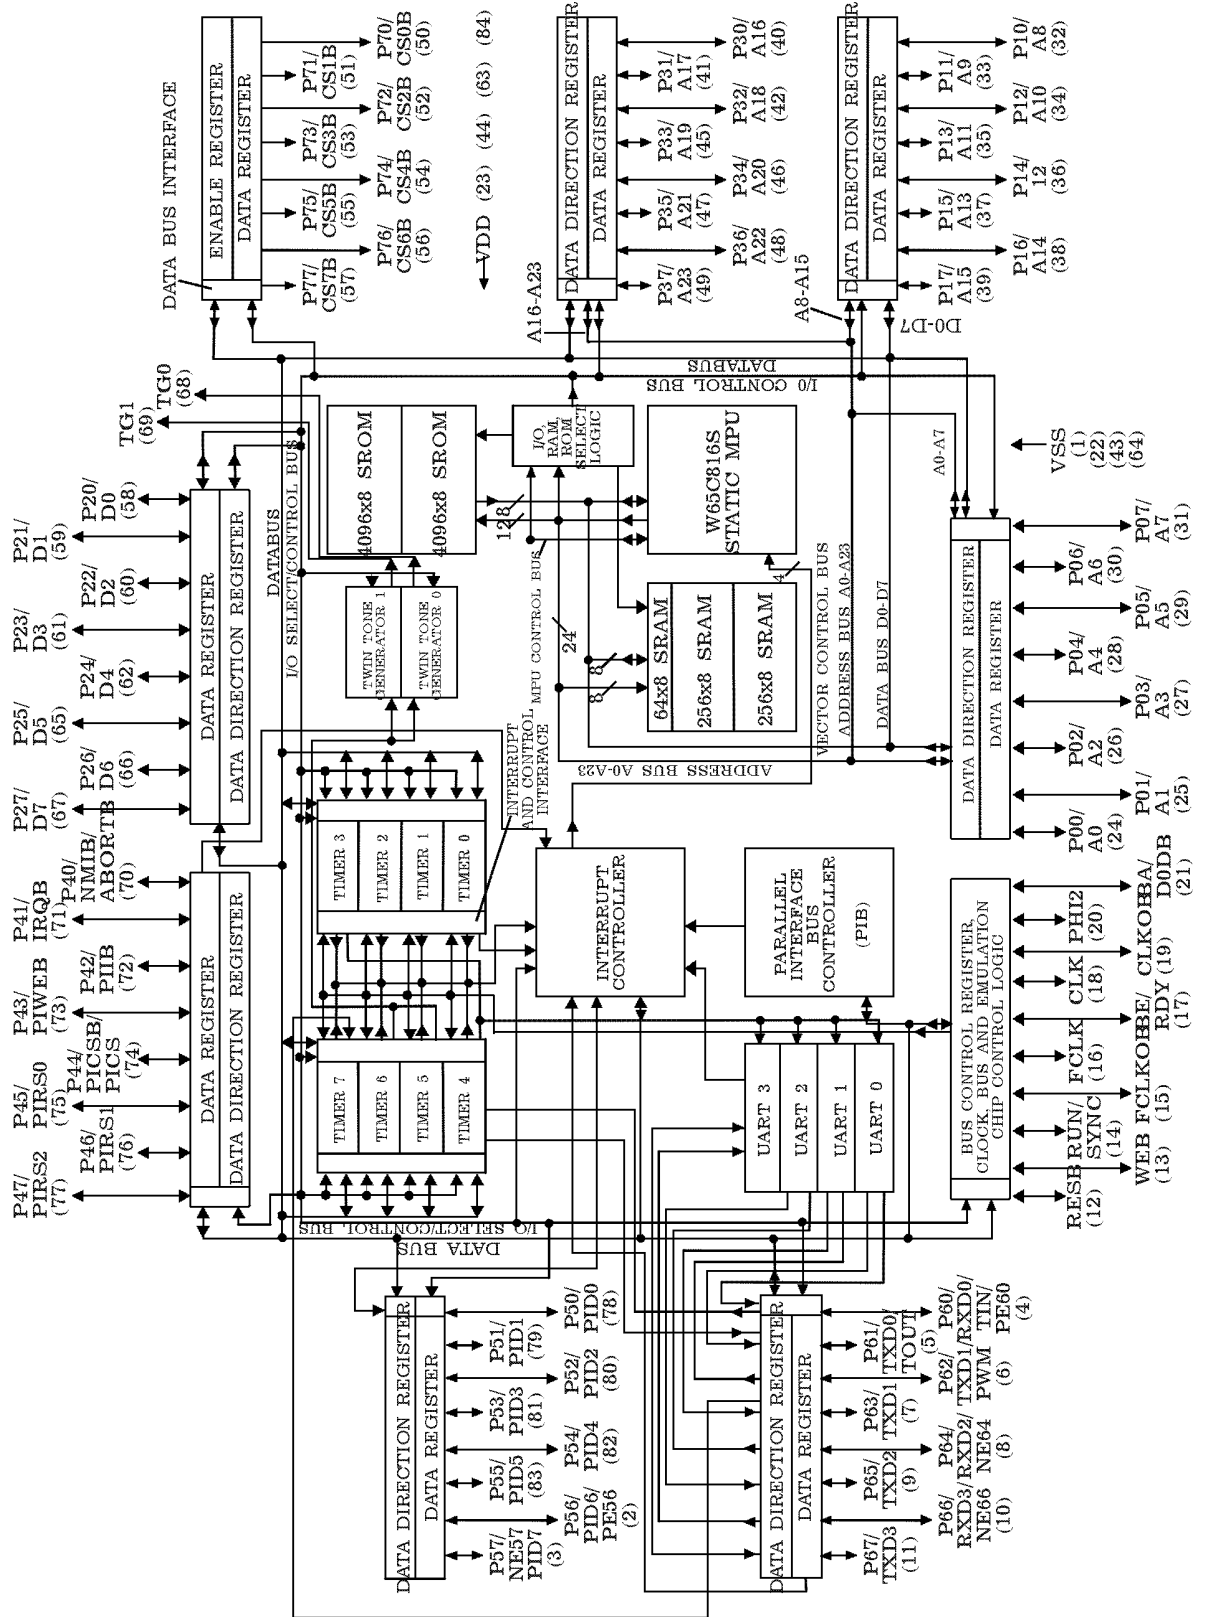 DATA BUS INTERFACE
ENABLE REGISTER
DATA REGISTER
P77/
CS7B
(57)
P76/
CS6B
(56)
P75/
CS5B
(55)
P74/
CS4B
(54)
P73/
CS3B
(53)
P72/
CS2B
(52)
P71/
CS1B
(51)
P70/
CS0B
(50)
VDD (23) (44) (63) (84)
A16-A23
DATA DIRECTION REGISTER
DATA REGISTER
P37/
A23
(49)
P36/
A22
(48)
P35/
A21
(47)
P34/
A20
(46)
P33/
A19
(45)
P32/
A18
(42)
P31/
A17
(41)
P30/
A16
(40)
A8-A15
D0-D7
DATA DIRECTION REGISTER
DATA REGISTER
P17/
A15
(39)
P16/
A14
(38)
P15/
A13
(37)
P14/
12
(36)
P13/
A11
(35)
P12/
A10
(34)
P11/
A9
(33)
P10/
A8
(32)
DATABUS
I/O CONTROL BUS
TG1
(69)
TG0
(68)
4096x8 SROM
4096x8 SROM
I/O,
RAM,
ROM
SELECT
LOGIC
W65C816S
STATIC MPU
A0-A7
VSS
(1)
(22)
(43)
(64)
P27/
D7
(67)
P26/
D6
(66)
P25/
D5
(65)
P24/
D4
(62)
P23/
D3
(61)
P22/
D2
(60)
P21/
D1
(59)
P20/
D0
(58)
DATA REGISTER
DATA DIRECTION REGISTER
DATABUS
I/O SELECT/CONTROL BUS
TWIN TONE
GENERATOR 1
TWIN TONE
GENERATOR 0
MPU CONTROL BUS
128
24
8
8
4
64x8 SRAM
256x8 SRAM
256x8 SRAM
VECTOR CONTROL BUS
ADDRESS BUS A0-A23
DATA BUS D0-D7
ADDRESS BUS A0-A23
DATA DIRECTION REGISTER
DATA REGISTER
P00/
A0
(24)
P01/
A1
(25)
P02/
A2
(26)
P03/
A3
(27)
P04/
A4
(28)
P05/
A5
(29)
P06/
A6
(30)
P07/
A7
(31)
INTERRUPT
AND CONTROL
INTERFACE
TIMER 3
TIMER 2
TIMER 1
TIMER 0
INTERRUPT
CONTROLLER
PARALLEL
INTERFACE
BUS
CONTROLLER
(PIB)
P47/
PIRS2
(77)
P46/
PIRS1
(76)
P45/
PIRS0
(75)
P44/
PICSB/
PICS
(74)
P43/
PIWEB
(73)
P42/
PIIB
(72)
P41/
IRQB
(71)
P40/
NMIB/
ABORTB
(70)
DATA REGISTER
DATA DIRECTION REGISTER
TIMER 7
TIMER 6
TIMER 5
TIMER 4
UART 3
UART 2
UART 1
UART 0
BUS CONTROL REGISTER,
CLOCK, BUS AND EMULATION
CHIP CONTROL LOGIC
RESB
(12)
WEB
(13)
RUN/
SYNC
(14)
FCLKOB
(15)
FCLK
(16)
BE/
RDY
(17)
CLK
(18)
CLKOB
(19)
PHI2
(20)
BA/
D0DB
(21)
I/O SELECT/CONTROL BUS
DATA BUS
DATA DIRECTION REGISTER
DATA REGISTER
P57/
NE57
PID7
(3)
P56/
PID6/
PE56
(2)
P55/
PID5
(83)
P54/
PID4
(82)
P53/
PID3
(81)
P52/
PID2
(80)
P51/
PID1
(79)
P50/
PID0
(78)
DATA DIRECTION REGISTER
DATA REGISTER
P67/
TXD3
(11)
P66/
RXD3/
NE66
(10)
P65/
TXD2
(9)
P64/
RXD2/
NE64
(8)
P63/
TXD1
(7)
P62/
TXD1/
PWM
(6)
P61/
TXD0/
TOUT
(5)
P60/
RXD0/
TIN/
PE60
(4)